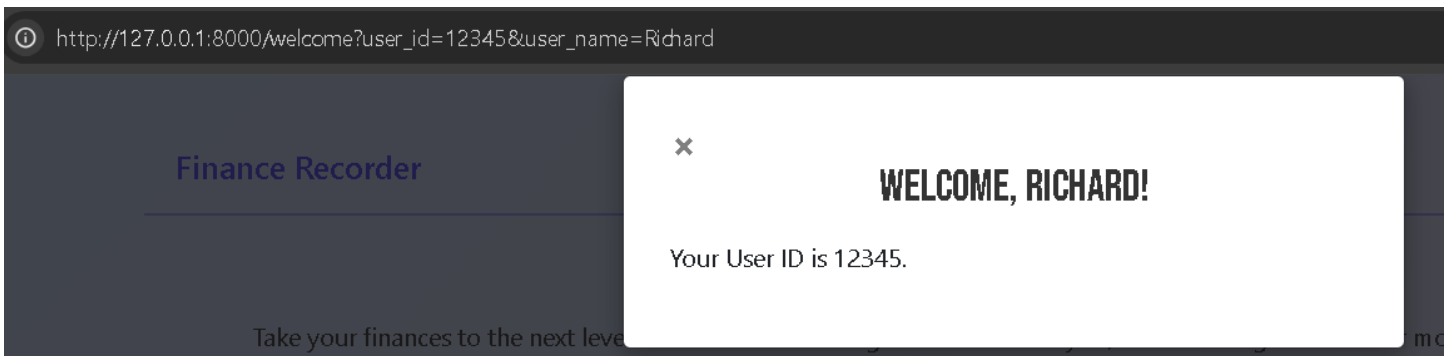 http://127.0.0.1:8000/welcome?user_id=12345&user_name=Richard
Finance Recorder
×
WELCOME, RICHARD!
Your User ID is 12345.
Take your finances to the next leve